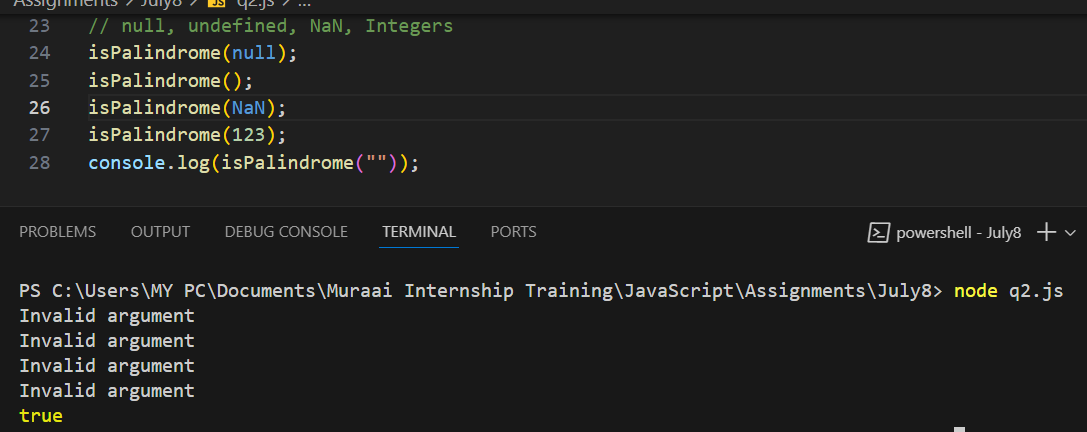 Assignments > July8 > JS q2.js > ...
23 // null, undefined, NaN, Integers
24 isPalindrome(null);
25 isPalindrome();
26 isPalindrome(NaN);
27 isPalindrome(123);
28 console.log(isPalindrome(""));
PROBLEMS OUTPUT DEBUG CONSOLE TERMINAL PORTS powershell - July8
PS C:\Users\MY PC\Documents\Muraai Internship Training\JavaScript\Assignments\July8> node q2.js
Invalid argument
Invalid argument
Invalid argument
Invalid argument
true